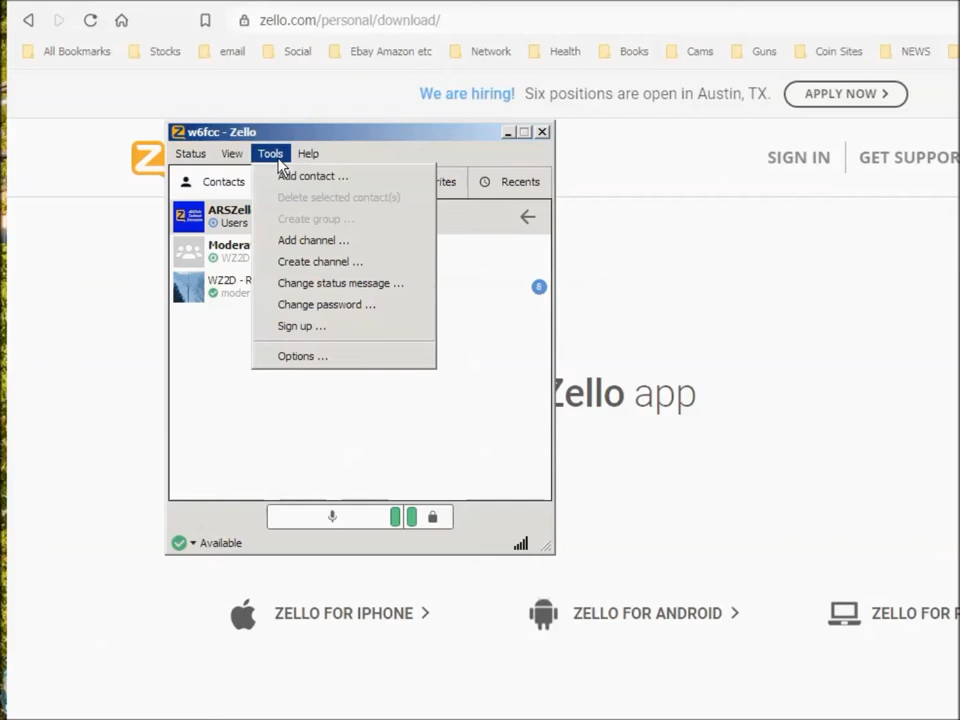 zello.com/personal/download/
All Bookmarks Stocks email Social Ebay Amazon etc Network Health Books Cams Guns Coin Sites NEWS
We are hiring! Six positions are open in Austin, TX. APPLY NOW
SIGN IN GET SUPPOR
w6fcc - Zello
Status View Tools Help
Contacts rites Recents
Add contact ...
Delete selected contact(s)
Create group ...
Add channel ...
Create channel ...
Change status message ...
Change password ...
Sign up ...
Options ...
ARSZell
Users
Modera
WZ2D
WZ2D - R
moder
8
Zello app
Available
ZELLO FOR IPHONE ZELLO FOR ANDROID ZELLO FOR P